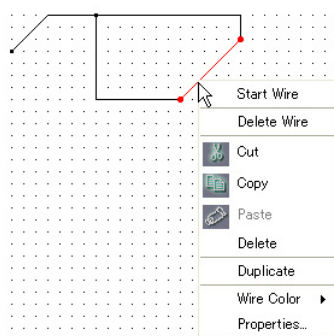 Start Wire
Delete Wire
Cut
Copy
Paste
Delete
Duplicate
Wire Color
Properties...